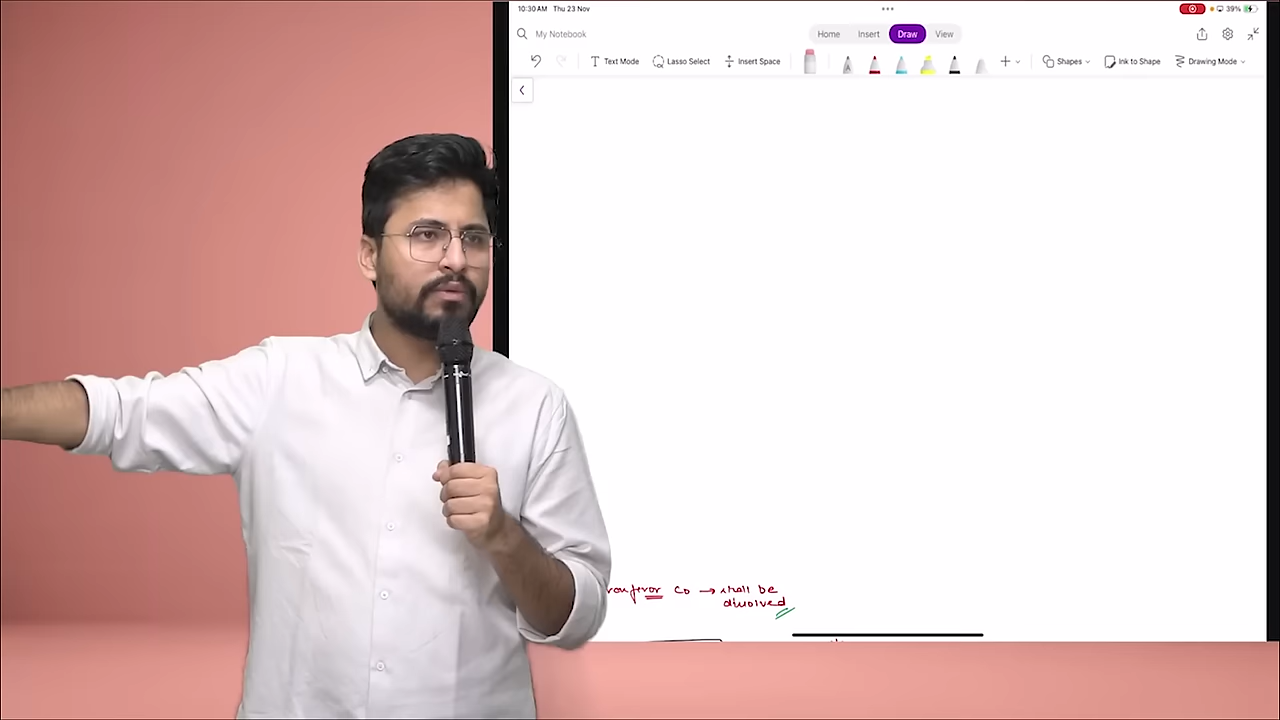 10:30 AM Thu 23 Nov
39%
My Notebook
Home Insert Draw View
Text Mode Lasso Select Insert Space Shapes Ink to Shape Drawing Mode
Co → shall be
dissolved